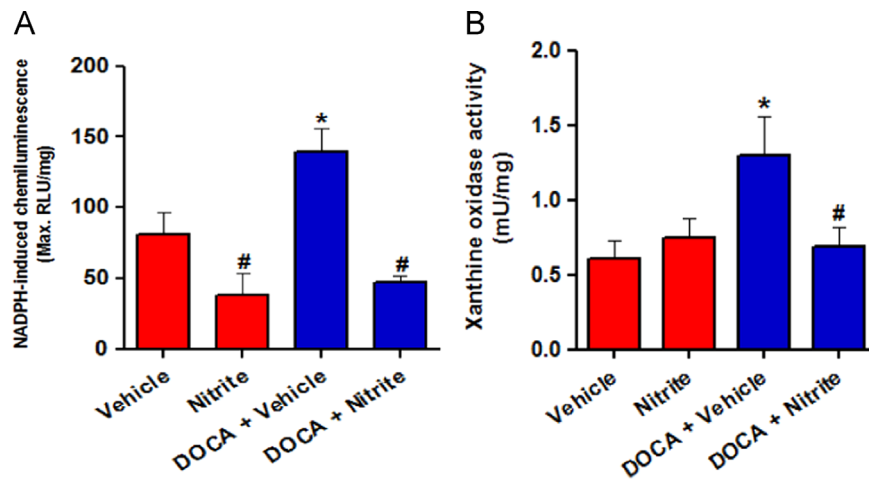 A
NADPH-induced chemiluminescence
(Max. RLU/mg)
200
150
100
50
0
*
#
#
Vehicle
Nitrite
DOCA + Vehicle
DOCA + Nitrite
B
Xanthine oxidase activity
(mU/mg)
2.0
1.5
1.0
0.5
0.0
*
#
Vehicle
Nitrite
DOCA + Vehicle
DOCA + Nitrite